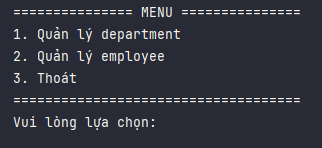 =============== MENU ===============
1. Quản lý department
2. Quản lý employee
3. Thoát
====================================
Vui lòng lựa chọn: